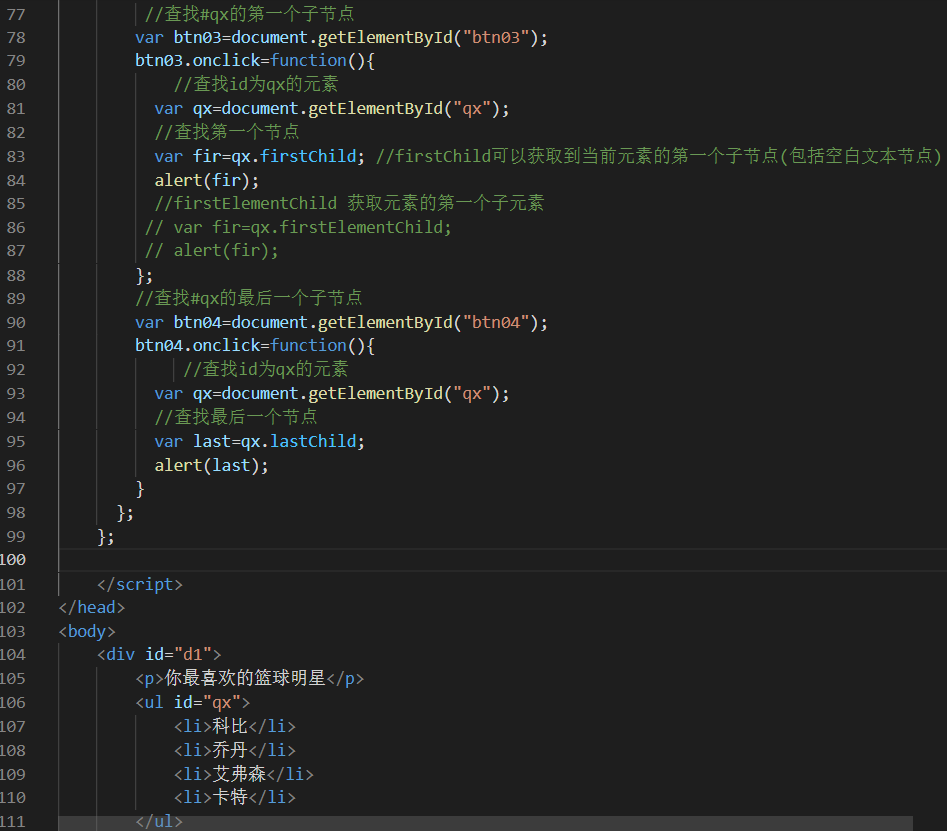 77 //查找#qx的第一个子节点
78 var btn03=document.getElementById("btn03");
79 btn03.onclick=function(){
80 //查找id为qx的元素
81 var qx=document.getElementById("qx");
82 //查找第一个节点
83 var fir=qx.firstChild; //firstChild可以获取到当前元素的第一个子节点(包括空白文本节点)
84 alert(fir);
85 //firstElementChild 获取元素的第一个子元素
86 // var fir=qx.firstElementChild;
87 // alert(fir);
88 };
89 //查找#qx的最后一个子节点
90 var btn04=document.getElementById("btn04");
91 btn04.onclick=function(){
92 //查找id为qx的元素
93 var qx=document.getElementById("qx");
94 //查找最后一个节点
95 var last=qx.lastChild;
96 alert(last);
97 }
98 };
99 };
100
101 </script>
102 </head>
103 <body>
104 <div id="d1">
105 <p>你最喜欢的篮球明星</p>
106 <ul id="qx">
107 <li>科比</li>
108 <li>乔丹</li>
109 <li>艾弗森</li>
110 <li>卡特</li>
111 </ul>